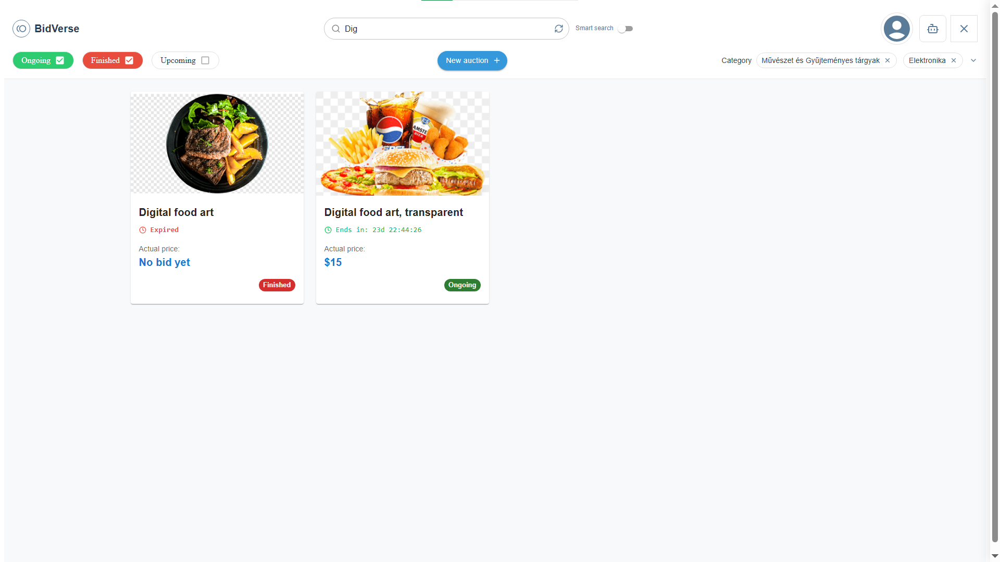 BidVerse
Dig
Smart search
Ongoing
Finished
Upcoming
New auction
Category
Művészet és Gyűjteményes tárgyak
Elektronika
Digital food art
Expired
Actual price:
No bid yet
Finished
AMSTE
BIER
Digital food art, transparent
Ends in: 23d 22:44:26
Actual price:
$15
Ongoing